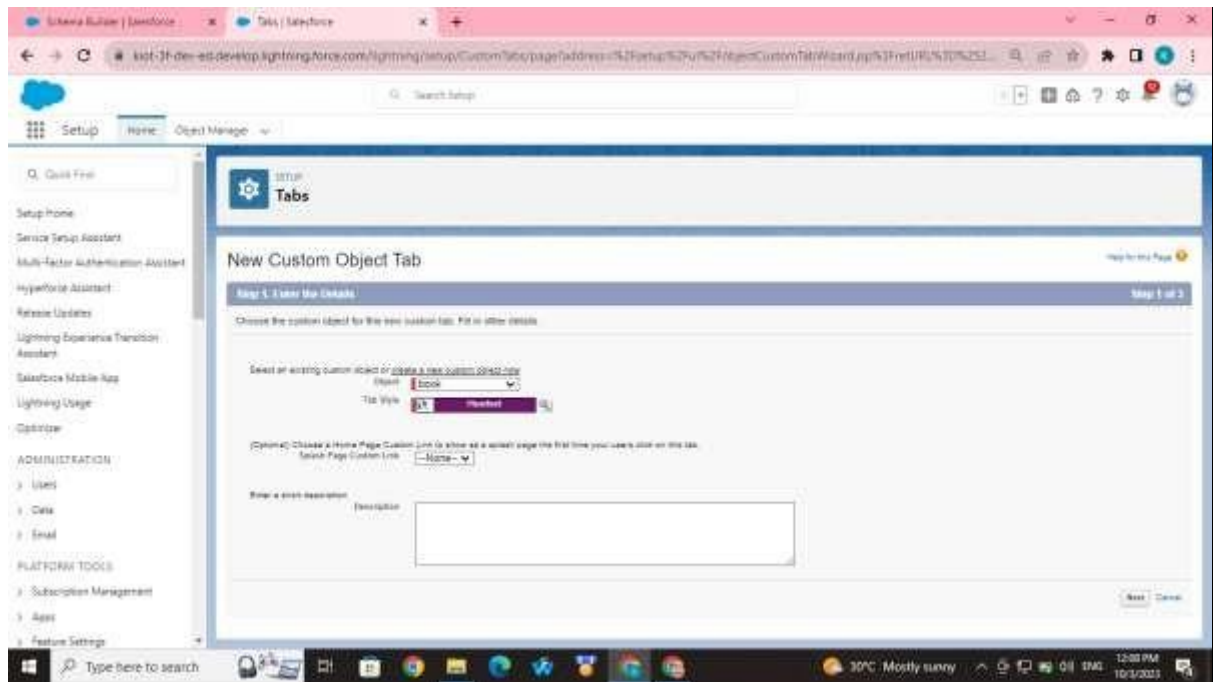 Schema Builder | Salesforce
Tabs | Salesforce
Search Setup
Setup
Home
Object Manager
Quick Find
SETUP
Tabs
Setup Home
Service Setup Assistant
Multi-Factor Authentication Assistant
Hyperforce Assistant
Release Updates
Lightning Experience Transition
Assistant
Salesforce Mobile App
Lightning Usage
Optimizer
ADMINISTRATION
Users
Data
Email
PLATFORM TOOLS
Subscription Management
Apps
Feature Settings
New Custom Object Tab
Help for this Page
Step 1. Enter the Details
Step 1 of 3
Choose the custom object for this new custom tab. Fill in other details.
Select an existing custom object or create a new custom object now.
Object
book
Tab Style
Headset
(Optional) Choose a Home Page Custom Link to show as a splash page the first time your users click on this tab.
Splash Page Custom Link
--None--
Enter a short description.
Description
Next
Cancel
Type here to search
30°C Mostly sunny
ENG
12:00 PM
10/3/2023